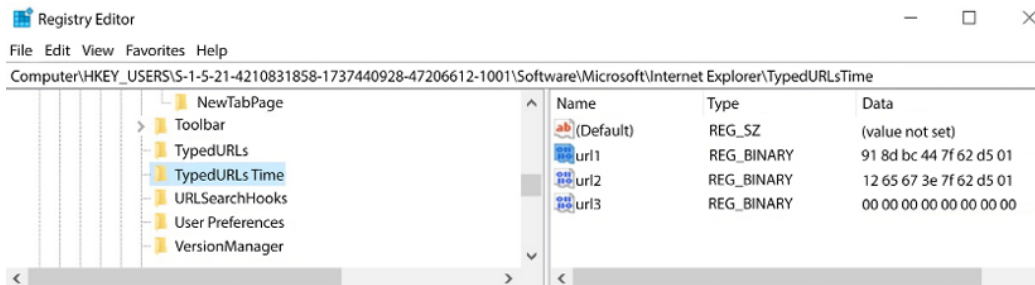 Registry Editor
File Edit View Favorites Help
Computer\HKEY_USERS\S-1-5-21-4210831858-1737440928-47206612-1001\Software\Microsoft\Internet Explorer\TypedURLsTime
NewTabPage
Toolbar
TypedURLs
TypedURLs Time
URLSearchHooks
User Preferences
VersionManager
Name Type Data
(Default) REG_SZ (value not set)
url1 REG_BINARY 91 8d bc 44 7f 62 d5 01
url2 REG_BINARY 12 65 67 3e 7f 62 d5 01
url3 REG_BINARY 00 00 00 00 00 00 00 00